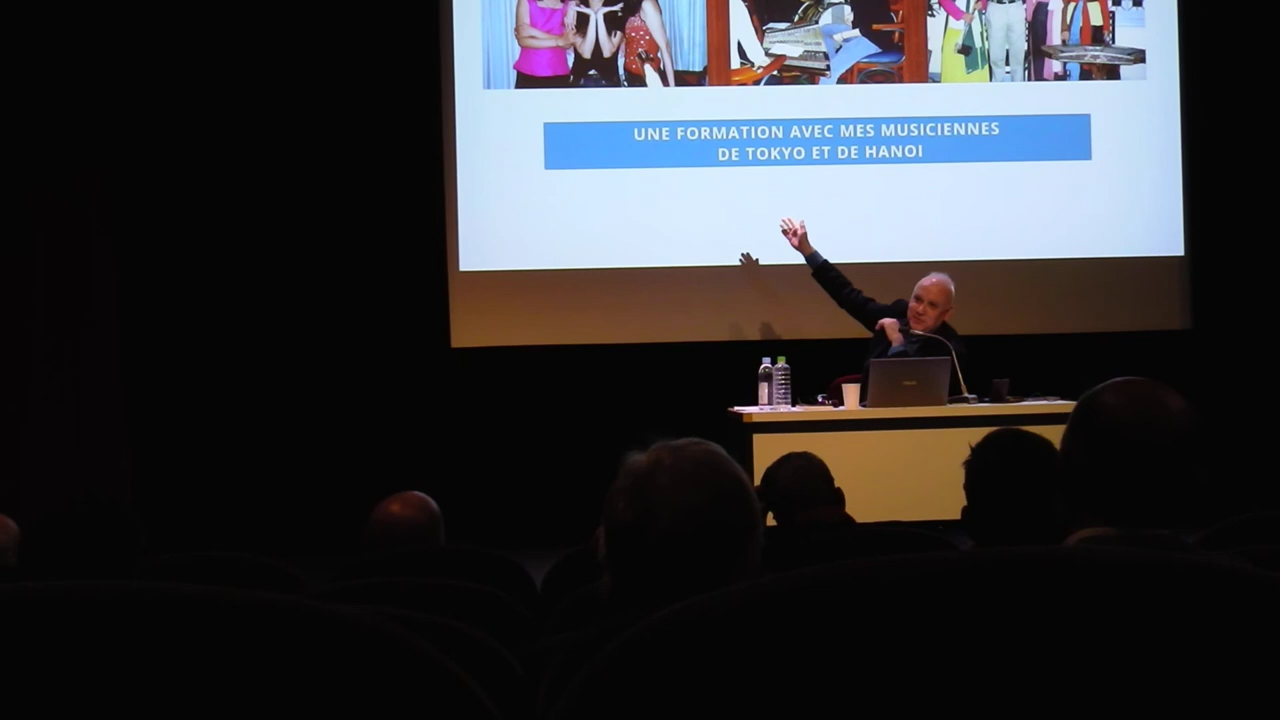 UNE FORMATION AVEC MES MUSICIENNES
DE TOKYO ET DE HANOI